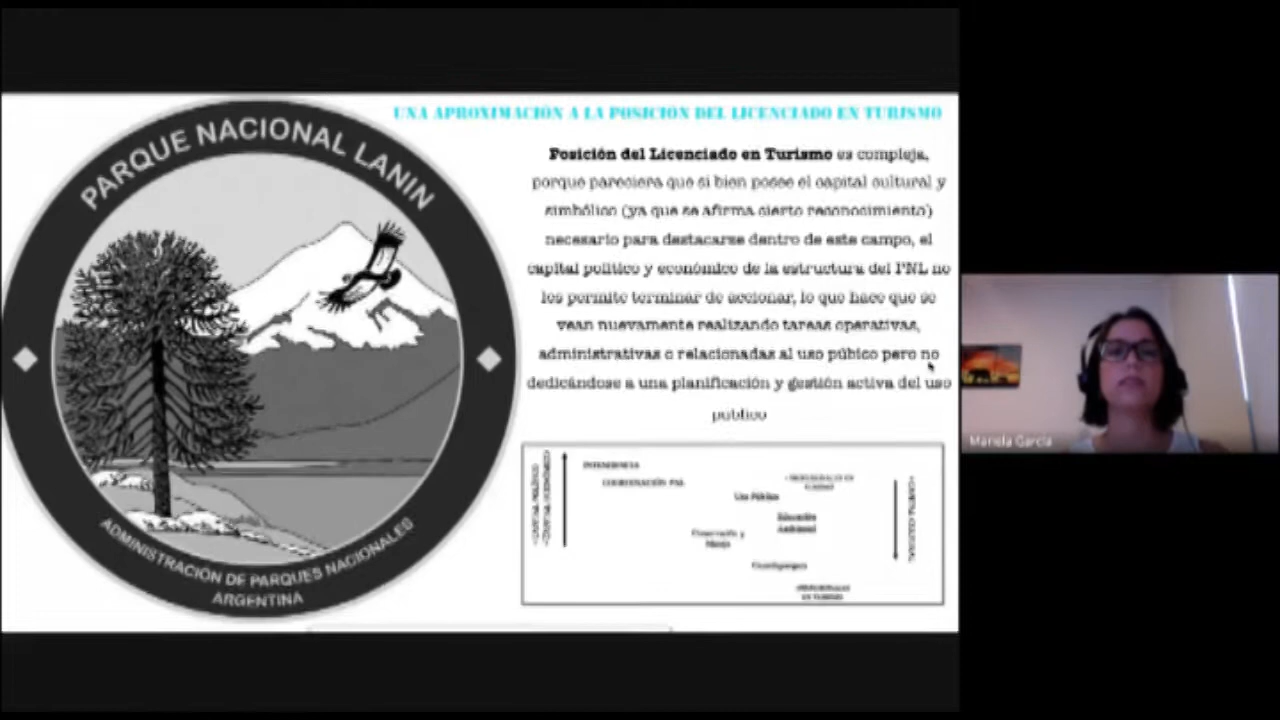 PARQUE NACIONAL LANIN
ADMINISTRACIÓN DE PARQUES NACIONALES
ARGENTINA
UNA APROXIMACIÓN A LA POSICIÓN DEL LICENCIADO EN TURISMO
Posición del Licenciado en Turismo es compleja,
porque pareciera que si bien posee el capital cultural y
simbólico (ya que se afirma cierto reconocimiento)
necesario para destacarse dentro de este campo, el
capital político y económico de la estructura del PNL no
les permite terminar de accionar, lo que hace que se
vean nuevamente realizando tareas operativas,
administrativas o relacionadas al uso púbico pero no
dedicándose a una planificación y gestión activa del uso
público
INTENDENCIA
Uso Público
Educación
Ambiental
Conservación y
Manejo
Guardaparques
Mariela García